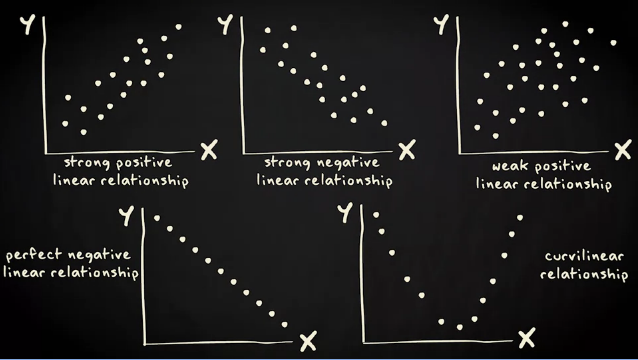 Y
X
strong positive
linear relationship
Y
X
strong negative
linear relationship
Y
X
weak positive
linear relationship
perfect negative
linear relationship
Y
X
Y
X
curvilinear
relationship